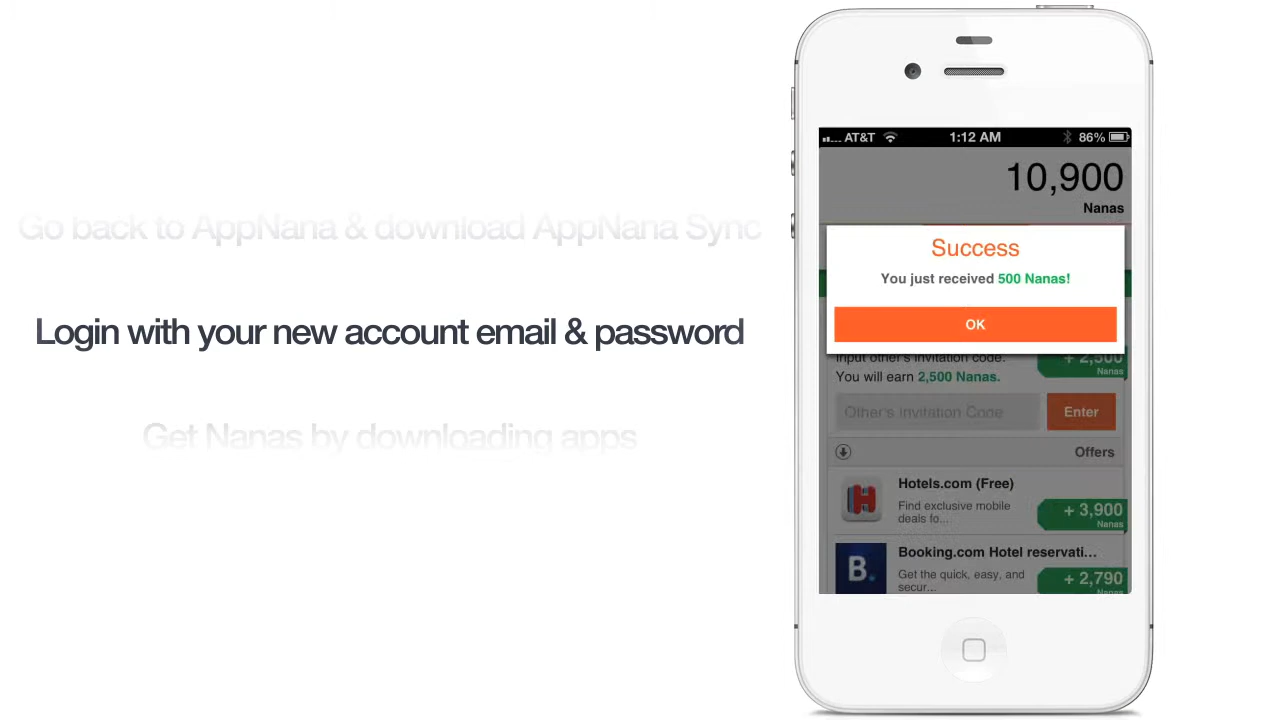 Go back to AppNana & download AppNana Sync
Login with your new account email & password
Get Nanas by downloading apps
AT&T
1:12 AM
86%
10,900
Nanas
Success
You just received 500 Nanas!
OK
Input other's invitation code.
You will earn 2,500 Nanas.
+ 2,500
Nanas
Other's Invitation Code
Enter
Offers
Hotels.com (Free)
Find exclusive mobile
deals fo...
+ 3,900
Nanas
B.
Booking.com Hotel reservati...
Get the quick, easy, and
secur...
+ 2,790
Nanas